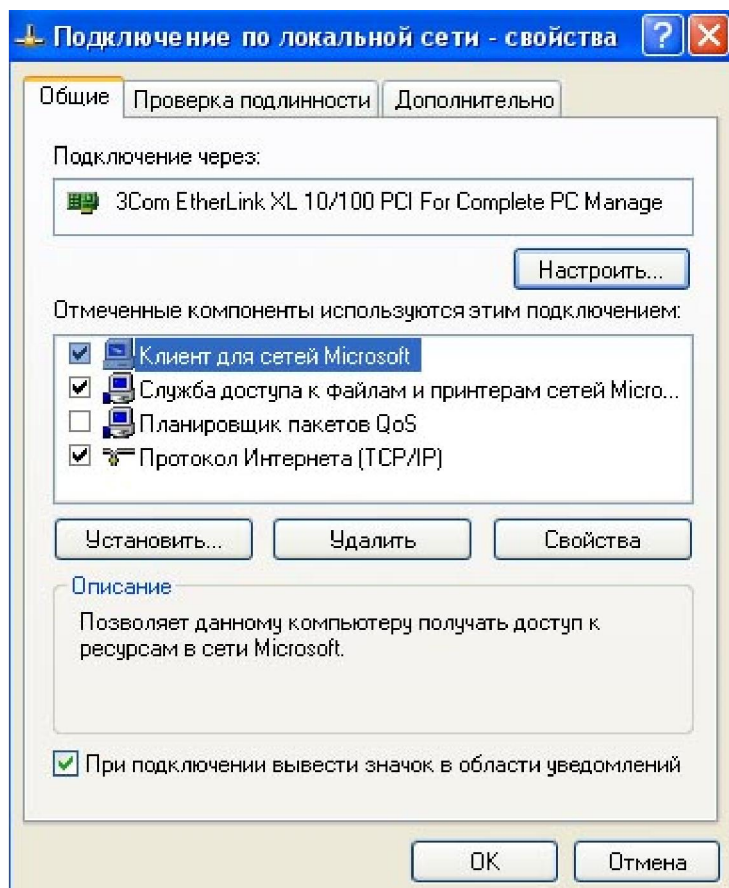 Подключение по локальной сети - свойства
Общие Проверка подлинности Дополнительно
Подключение через:
3Com EtherLink XL 10/100 PCI For Complete PC Manage
Настроить...
Отмеченные компоненты используются этим подключением:
Клиент для сетей Microsoft
Служба доступа к файлам и принтерам сетей Micro...
Планировщик пакетов QoS
Протокол Интернета (TCP/IP)
Установить... Удалить Свойства
Описание
Позволяет данному компьютеру получать доступ к
ресурсам в сети Microsoft.
При подключении вывести значок в области уведомлений
OK Отмена